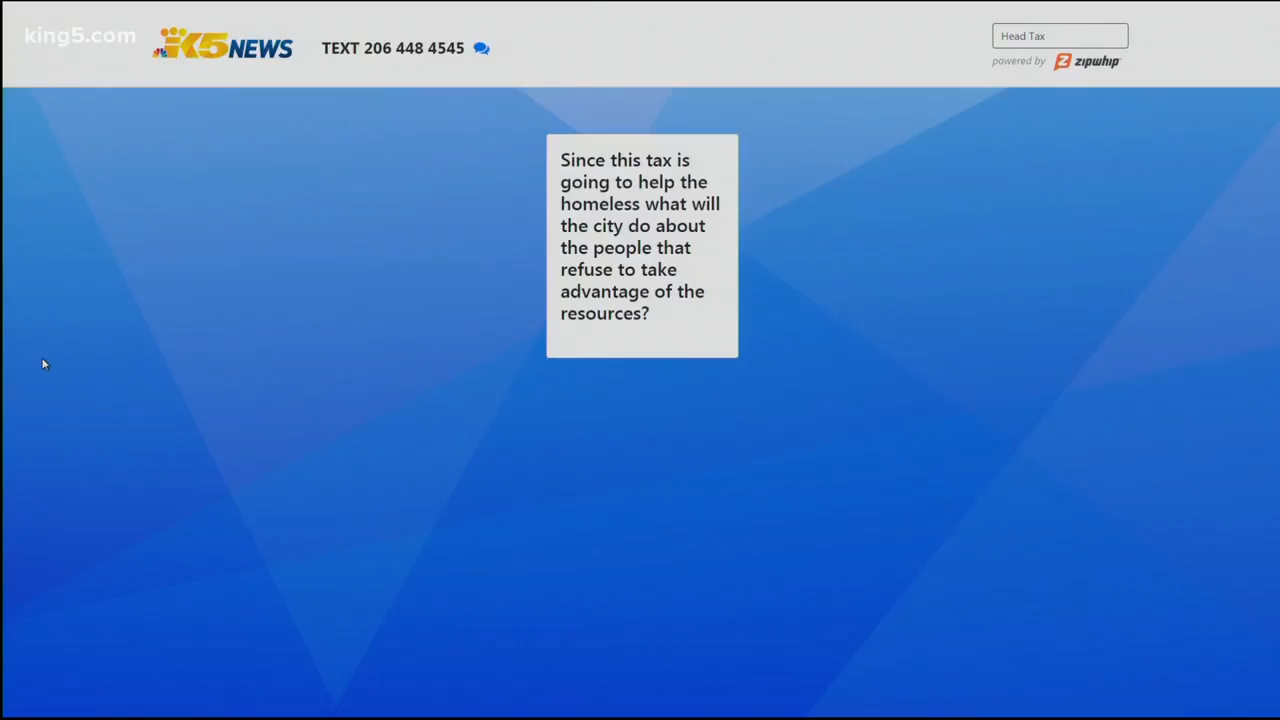 king5.com
K5 NEWS
TEXT 206 448 4545
Head Tax
powered by zipwhip
Since this tax is
going to help the
homeless what will
the city do about
the people that
refuse to take
advantage of the
resources?